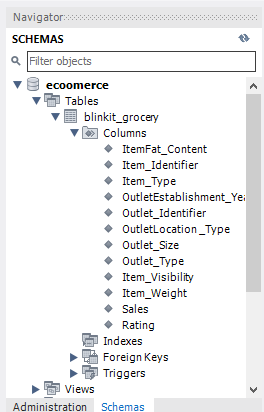 Navigator
SCHEMAS
Filter objects
ecoomerce
Tables
blinkit_grocery
Columns
ItemFat_Content
Item_Identifier
Item_Type
OutletEstablishment_Yea
Outlet_Identifier
OutletLocation_Type
Outlet_Size
Outlet_Type
Item_Visibility
Item_Weight
Sales
Rating
Indexes
Foreign Keys
Triggers
Views
Administration Schemas